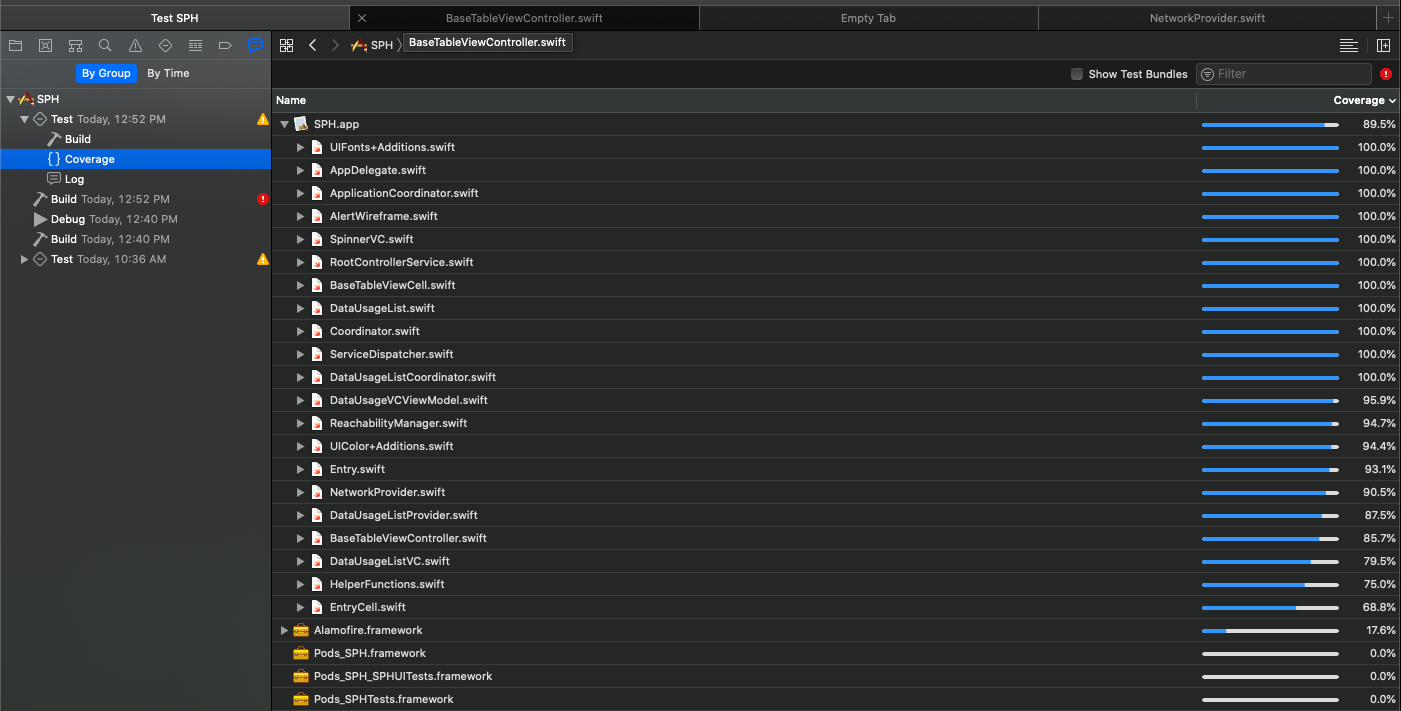 Test SPH
BaseTableViewController.swift
Empty Tab
NetworkProvider.swift
SPH
BaseTableViewController.swift
By Group
By Time
Show Test Bundles
Filter
SPH
Test Today, 12:52 PM
Build
Coverage
Log
Build Today, 12:52 PM
Debug Today, 12:40 PM
Build Today, 12:40 PM
Test Today, 10:36 AM
Name Coverage
SPH.app 89.5%
UIFonts+Additions.swift 100.0%
AppDelegate.swift 100.0%
ApplicationCoordinator.swift 100.0%
AlertWireframe.swift 100.0%
SpinnerVC.swift 100.0%
RootControllerService.swift 100.0%
BaseTableViewCell.swift 100.0%
DataUsageList.swift 100.0%
Coordinator.swift 100.0%
ServiceDispatcher.swift 100.0%
DataUsageListCoordinator.swift 100.0%
DataUsageVCViewModel.swift 95.9%
ReachabilityManager.swift 94.7%
UIColor+Additions.swift 94.4%
Entry.swift 93.1%
NetworkProvider.swift 90.5%
DataUsageListProvider.swift 87.5%
BaseTableViewController.swift 85.7%
DataUsageListVC.swift 79.5%
HelperFunctions.swift 75.0%
EntryCell.swift 68.8%
Alamofire.framework 17.6%
Pods_SPH.framework 0.0%
Pods_SPH_SPHUITests.framework 0.0%
Pods_SPHTests.framework 0.0%